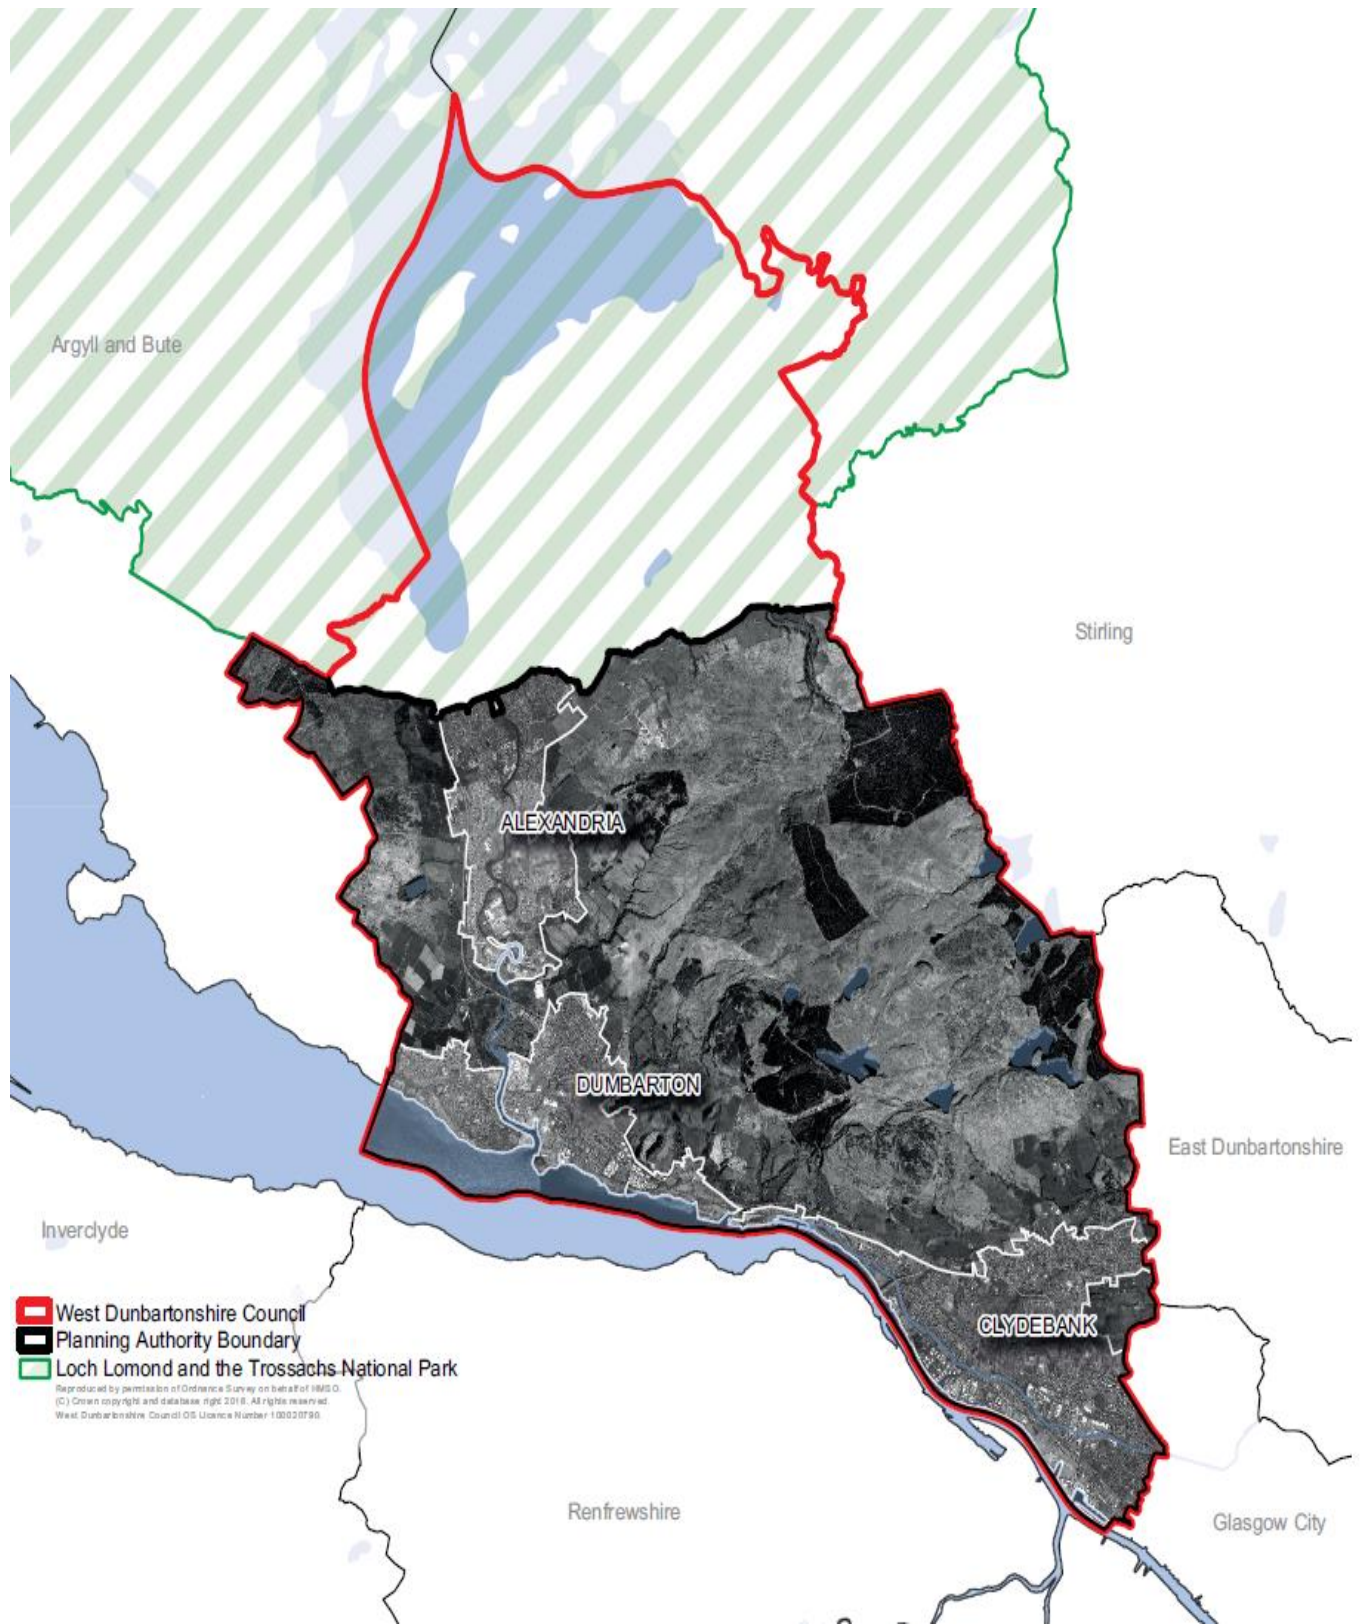 Argyll and Bute
Stirling
ALEXANDRIA
DUMBARTON
East Dunbartonshire
Inverclyde
West Dunbartonshire Council
CLYDEBANK
Planning Authority Boundary
Loch Lomond and the Trossachs National Park
Reproduced by permission of Ordnance Survey on behalf of HMSO.
(C) Crown copyright and database right 2018. All rights reserved.
West Dunbartonshire Council OS Licence Number 100020790.
Renfrewshire
Glasgow City